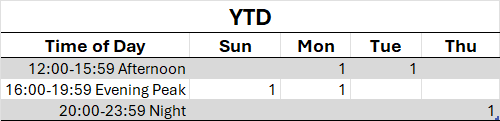 YTD
Time of Day Sun Mon Tue Thu
12:00-15:59 Afternoon 1 1
16:00-19:59 Evening Peak 1 1
20:00-23:59 Night 1